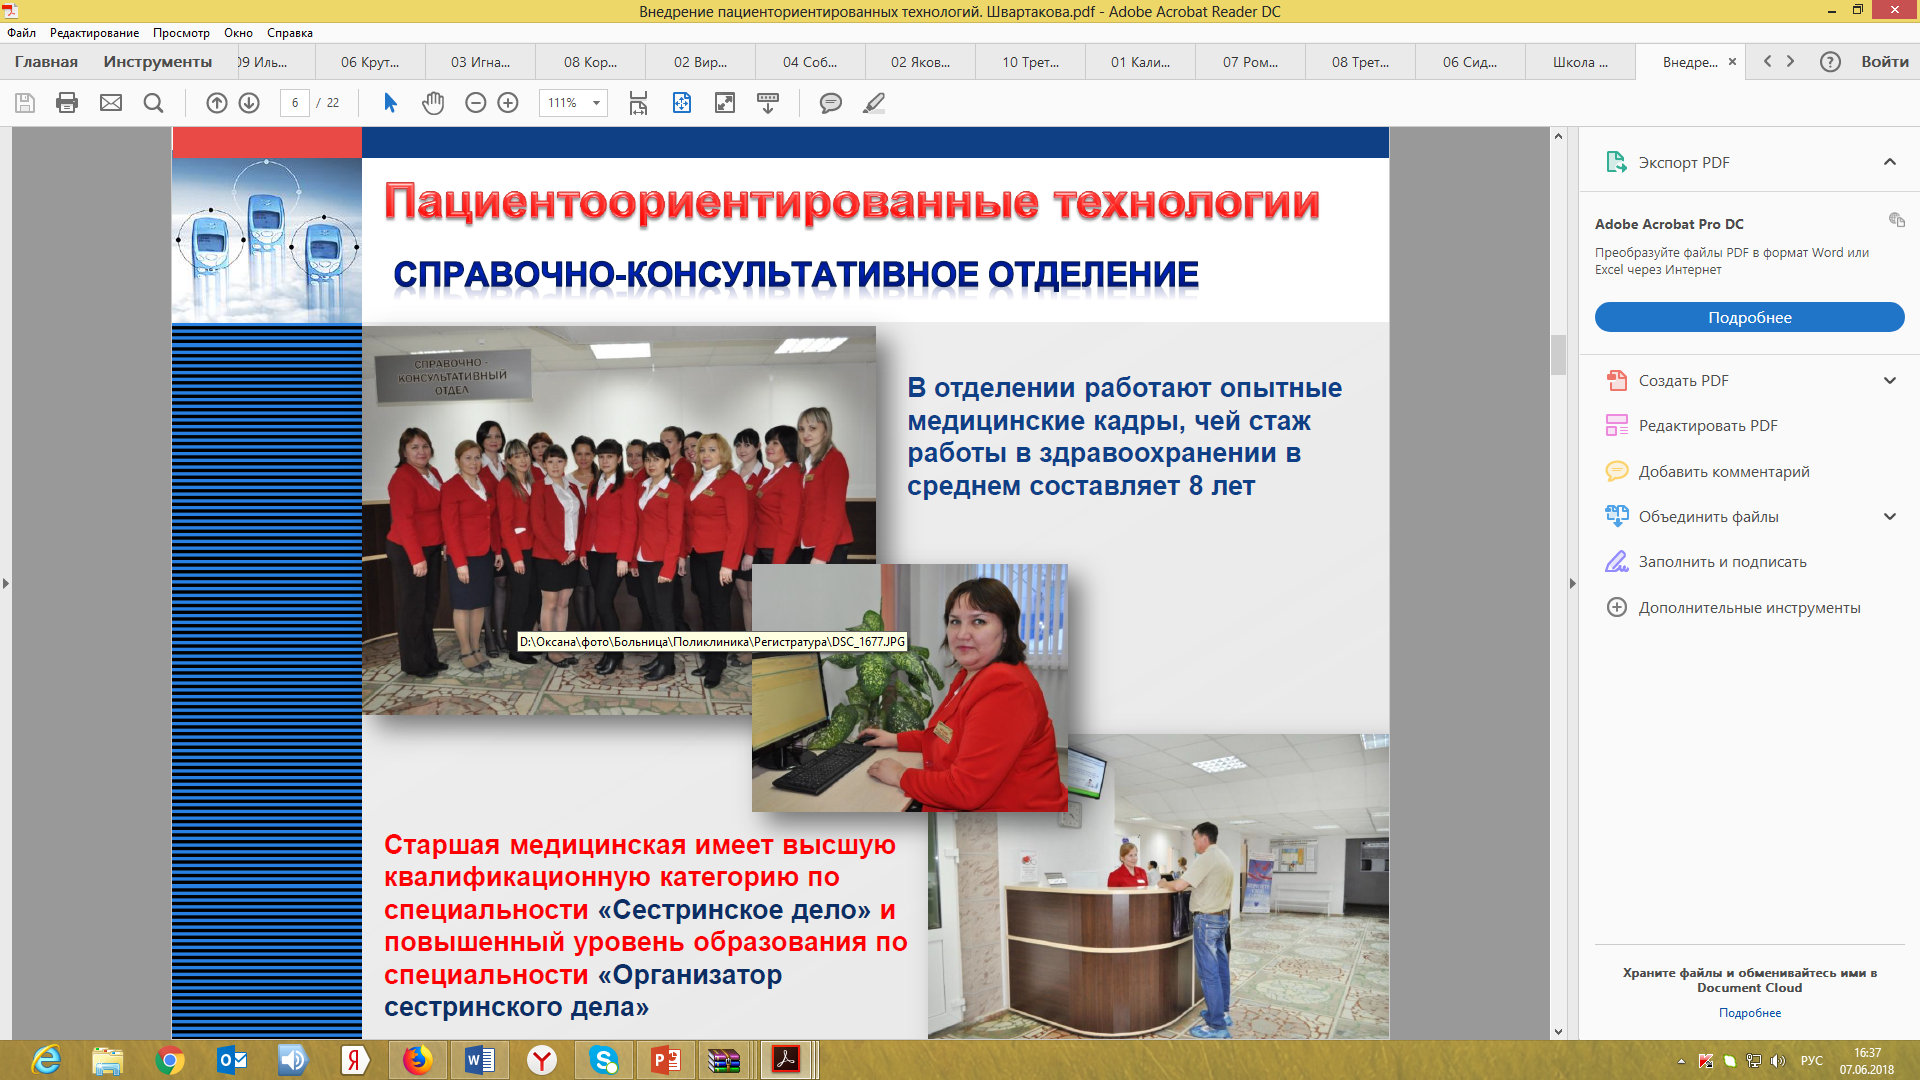 Внедрение пациенториентированных технологий. Швартакова.pdf - Adobe Acrobat Reader DC
Файл Редактирование Просмотр Окно Справка
Главная Инструменты 09 Иль... 06 Крут... 03 Игна... 08 Кор... 02 Вир... 04 Соб... 02 Яков... 10 Трет... 01 Кали... 07 Ром... 08 Трет... 06 Сид... Школа ... Внедре... Войти
6 / 22 111%
Пациентоориентированные технологии
СПРАВОЧНО-КОНСУЛЬТАТИВНОЕ ОТДЕЛЕНИЕ
СПРАВОЧНО -
КОНСУЛЬТАТИВНЫЙ
ОТДЕЛ
В отделении работают опытные
медицинские кадры, чей стаж
работы в здравоохранении в
среднем составляет 8 лет
D:\Оксана\фото\Больница\Поликлиника\Регистратура\DSC_1677.JPG
Старшая медицинская имеет высшую
квалификационную категорию по
специальности «Сестринское дело» и
повышенный уровень образования по
специальности «Организатор
сестринского дела»
Экспорт PDF
Adobe Acrobat Pro DC
Преобразуйте файлы PDF в формат Word или
Excel через Интернет
Подробнее
Создать PDF
Редактировать PDF
Добавить комментарий
Объединить файлы
Заполнить и подписать
Дополнительные инструменты
Храните файлы и обменивайтесь ими в
Document Cloud
Подробнее
РУС
16:37
07.06.2018